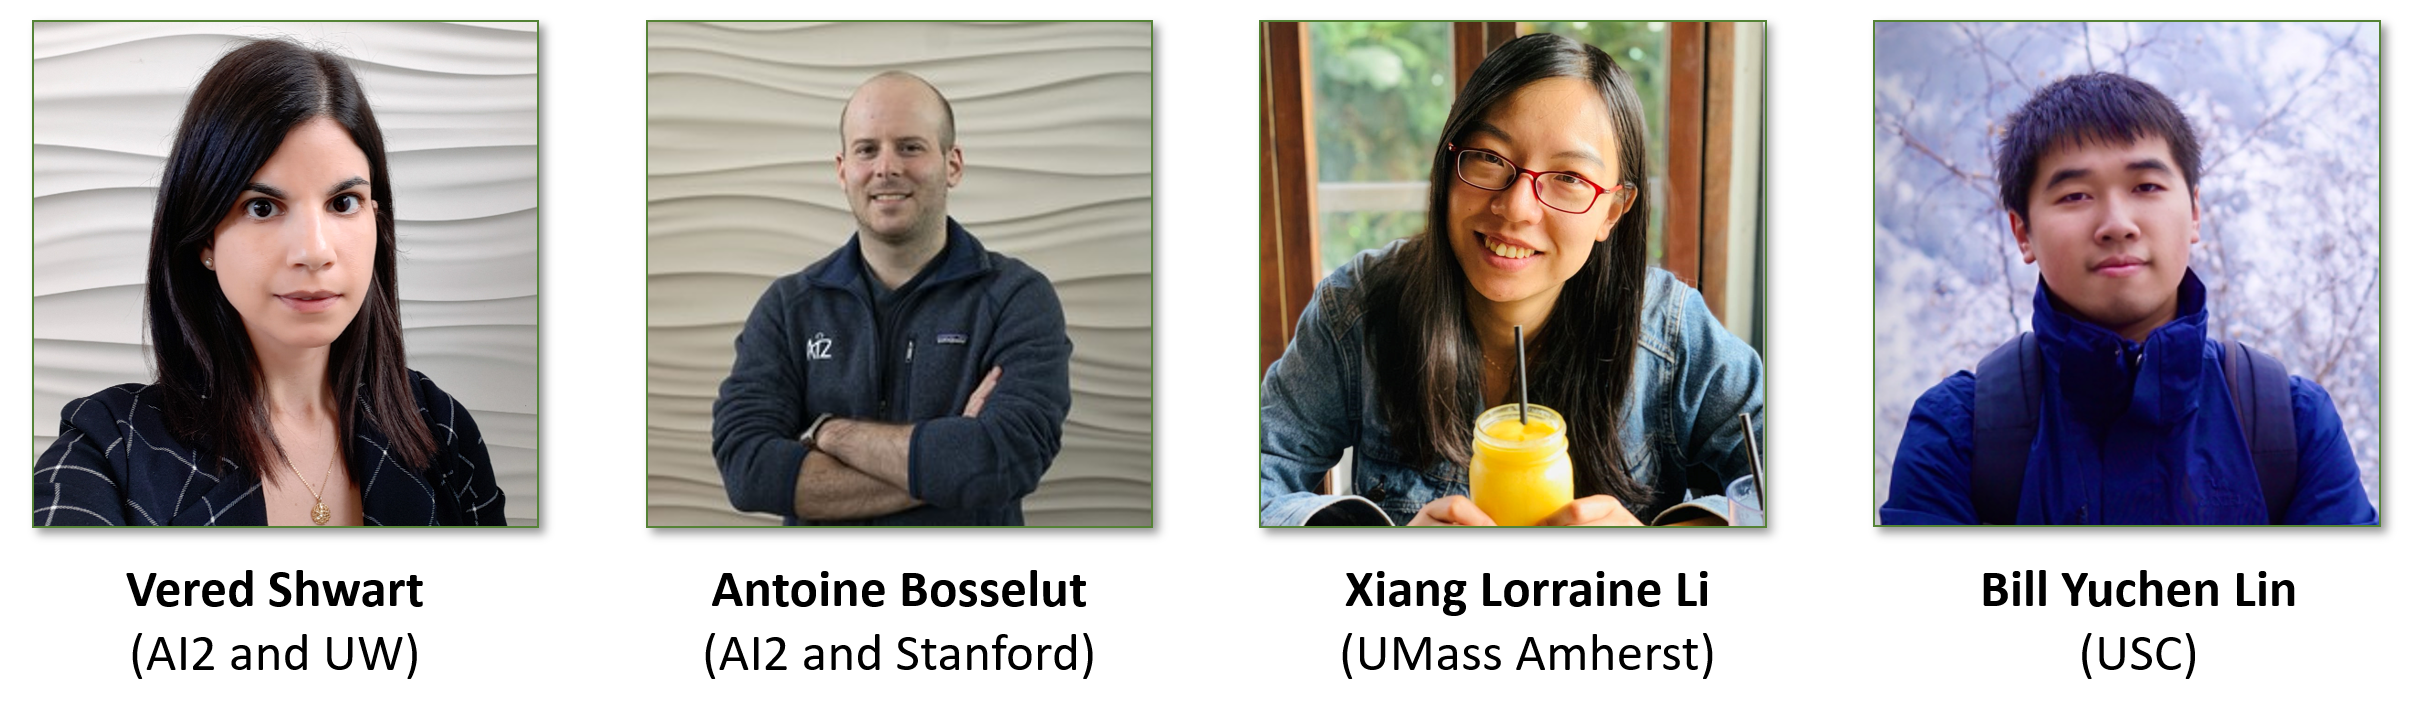 AI2
Vered Shwart
(AI2 and UW)
Antoine Bosselut
(AI2 and Stanford)
Xiang Lorraine Li
(UMass Amherst)
Bill Yuchen Lin
(USC)